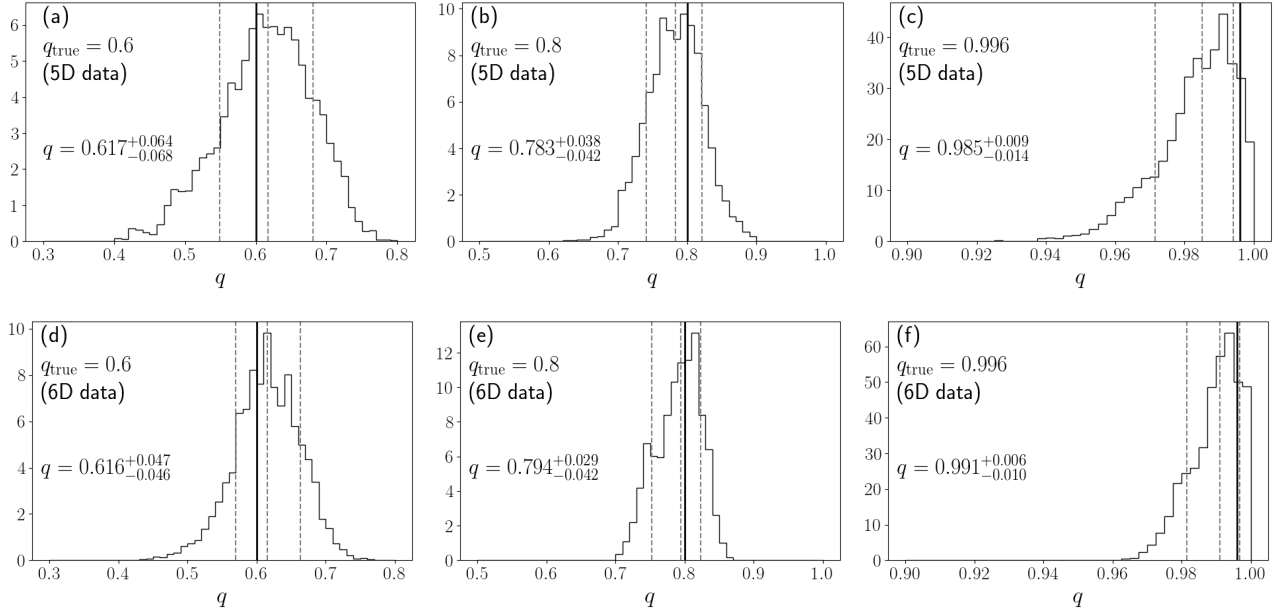 (a)
q_true = 0.6
(5D data)
q = 0.617^{+0.064}_{-0.068}
6
5
4
3
2
1
0
0.3 0.4 0.5 0.6 0.7 0.8
q
(b)
q_true = 0.8
(5D data)
q = 0.783^{+0.038}_{-0.042}
10
8
6
4
2
0
0.5 0.6 0.7 0.8 0.9 1.0
q
(c)
q_true = 0.996
(5D data)
q = 0.985^{+0.009}_{-0.014}
40
30
20
10
0
0.90 0.92 0.94 0.96 0.98 1.00
q
(d)
q_true = 0.6
(6D data)
q = 0.616^{+0.047}_{-0.046}
10
8
6
4
2
0
0.3 0.4 0.5 0.6 0.7 0.8
q
(e)
q_true = 0.8
(6D data)
q = 0.794^{+0.029}_{-0.042}
12
10
8
6
4
2
0
0.5 0.6 0.7 0.8 0.9 1.0
q
(f)
q_true = 0.996
(6D data)
q = 0.991^{+0.006}_{-0.010}
60
50
40
30
20
10
0
0.90 0.92 0.94 0.96 0.98 1.00
q